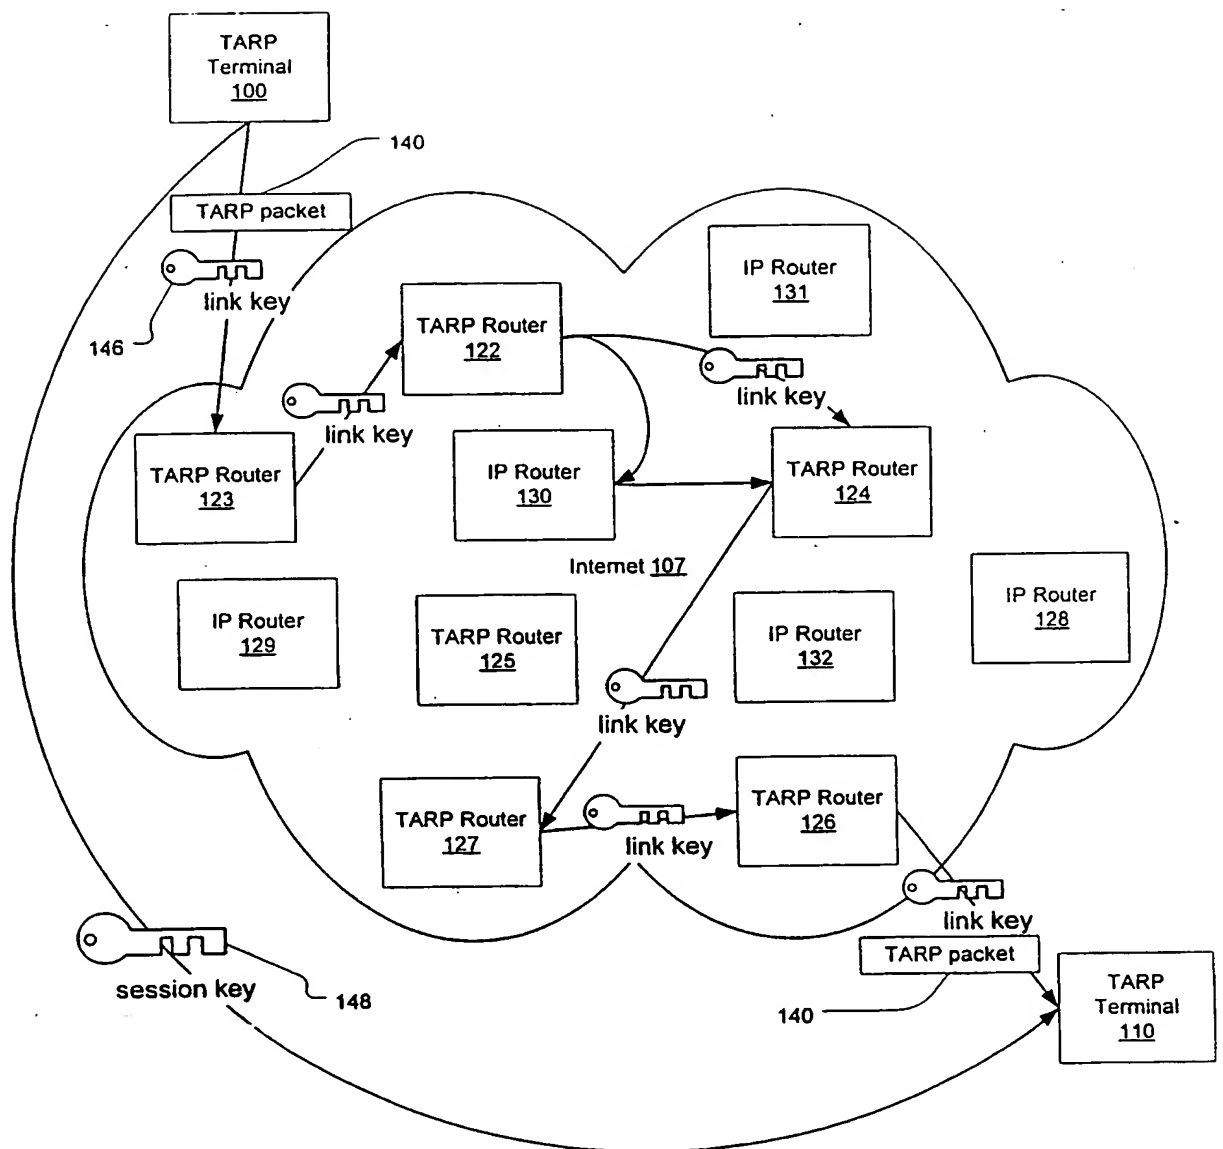 TARP
Terminal
100
140
TARP packet
link key
146
IP Router
131
TARP Router
122
link key
link key
TARP Router
123
IP Router
130
TARP Router
124
Internet 107
IP Router
129
TARP Router
125
IP Router
132
IP Router
128
link key
TARP Router
127
link key
TARP Router
126
link key
TARP packet
session key
148
140
TARP
Terminal
110